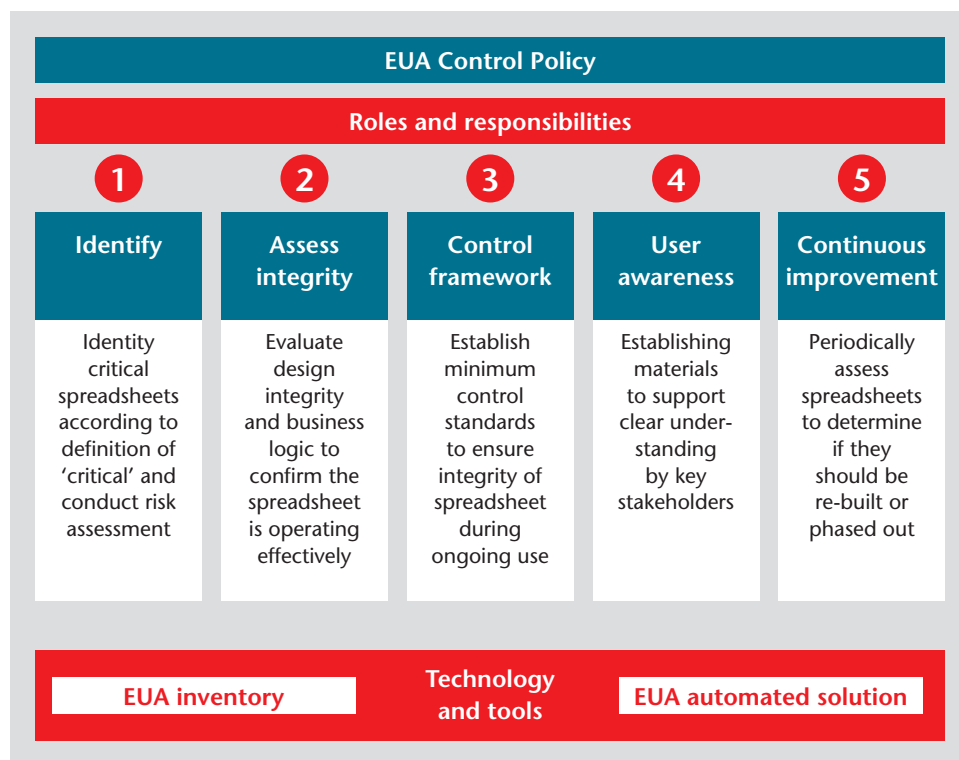 EUA Control Policy
Roles and responsibilities
1
Identify
Identity
critical
spreadsheets
according to
definition of
‘critical’ and
conduct risk
assessment
2
Assess
integrity
Evaluate
design
integrity
and business
logic to
confirm the
spreadsheet
is operating
effectively
3
Control
framework
Establish
minimum
control
standards
to ensure
integrity of
spreadsheet
during
ongoing use
4
User
awareness
Establishing
materials
to support
clear under-
standing
by key
stakeholders
5
Continuous
improvement
Periodically
assess
spreadsheets
to determine
if they
should be
re-built or
phased out
EUA inventory
Technology
and tools
EUA automated solution